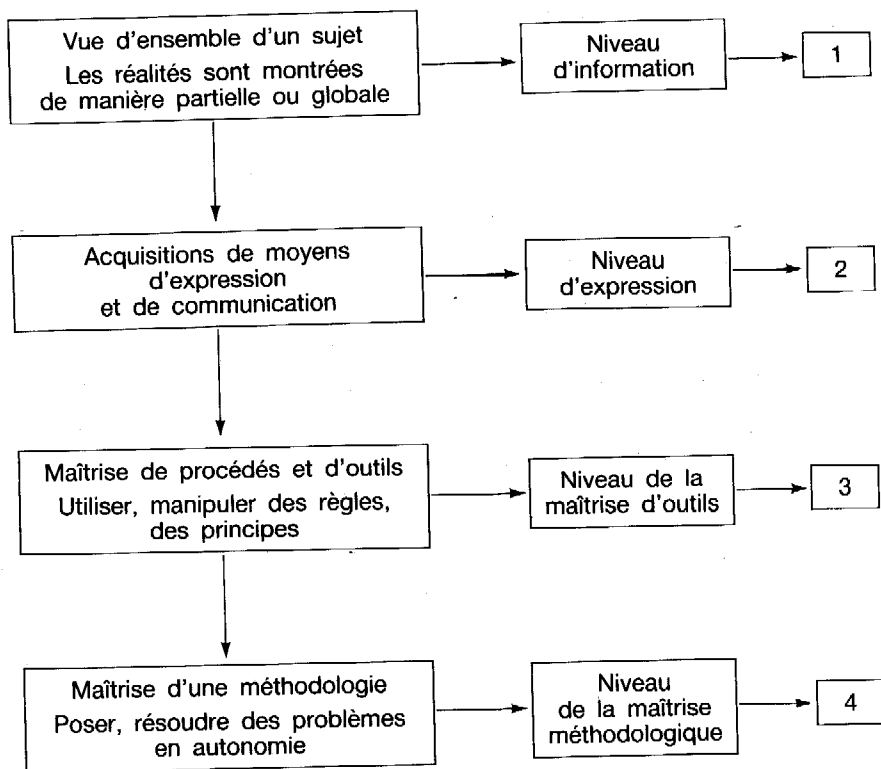 Vue d'ensemble d'un sujet
Les réalités sont montrées
de manière partielle ou globale
Niveau
d'information
1
Acquisitions de moyens
d'expression
et de communication
Niveau
d'expression
2
Maîtrise de procédés et d'outils
Utiliser, manipuler des règles,
des principes
Niveau de la
maîtrise d'outils
3
Maîtrise d'une méthodologie
Poser, résoudre des problèmes
en autonomie
Niveau
de la maîtrise
méthodologique
4